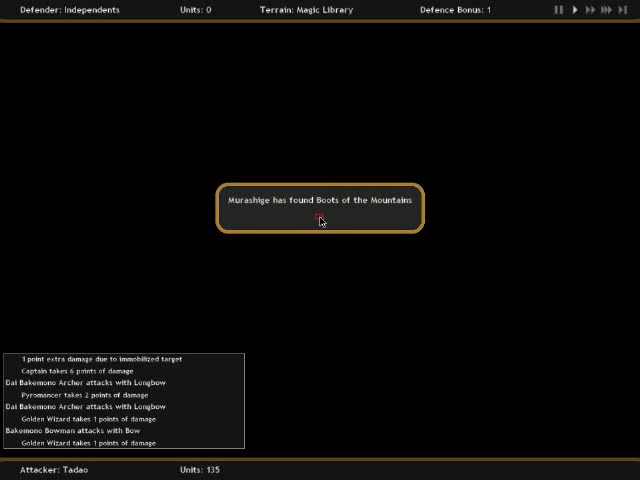 Defender: Independents Units: 0 Terrain: Magic Library Defence Bonus: 1
Murashige has found Boots of the Mountains
1 point extra damage due to immobilized target
Captain takes 6 points of damage
Dai Bakemono Archer attacks with Longbow
Pyromancer takes 2 points of damage
Dai Bakemono Archer attacks with Longbow
Golden Wizard takes 1 points of damage
Bakemono Bowman attacks with Bow
Golden Wizard takes 1 points of damage
Attacker: Tadao Units: 135